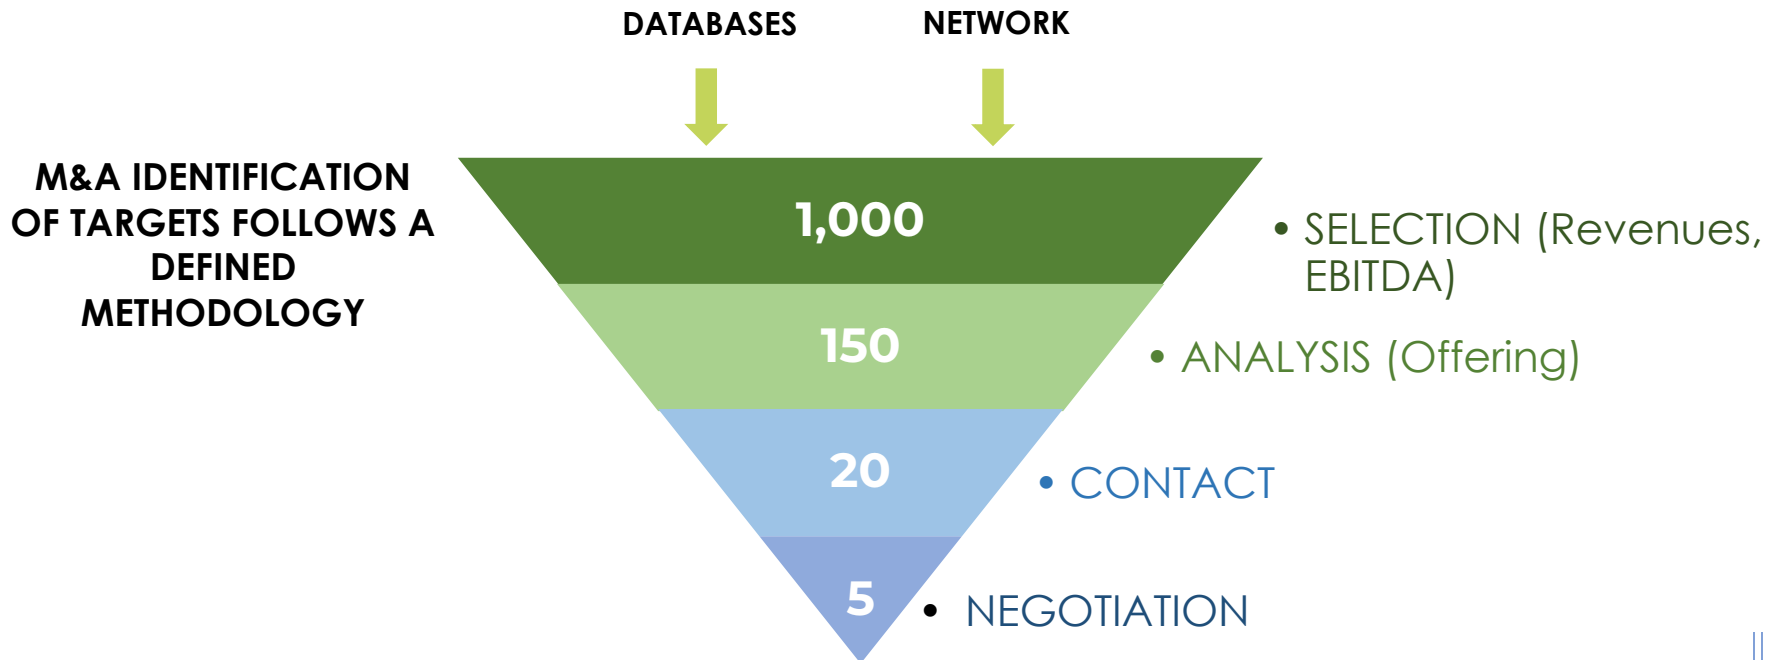 DATABASES
NETWORK
M&A IDENTIFICATION
OF TARGETS FOLLOWS A
DEFINED
METHODOLOGY
1,000
• SELECTION (Revenues,
EBITDA)
150
• ANALYSIS (Offering)
20
• CONTACT
5
• NEGOTIATION